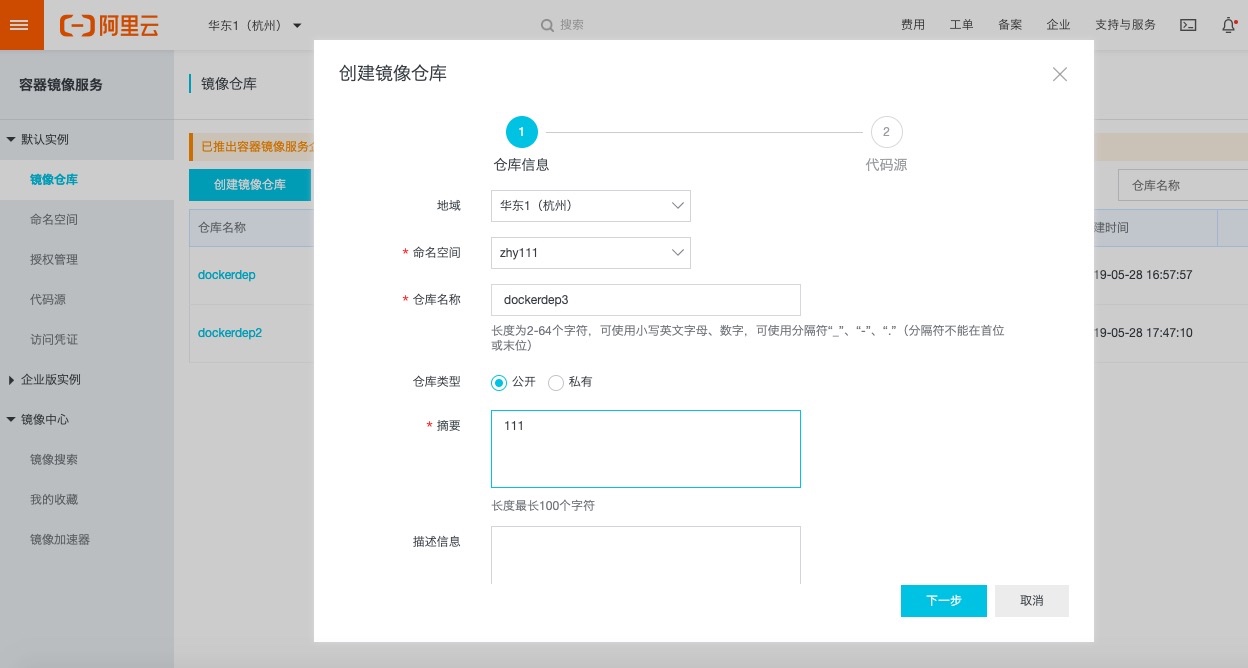 阿里云
华东1（杭州）
搜索
费用
工单
备案
企业
支持与服务
容器镜像服务
默认实例
镜像仓库
命名空间
授权管理
代码源
访问凭证
企业版实例
镜像中心
镜像搜索
我的收藏
镜像加速器
镜像仓库
已推出容器镜像服务
创建镜像仓库
仓库名称
仓库名称
建时间
dockerdep
19-05-28 16:57:57
dockerdep2
19-05-28 17:47:10
创建镜像仓库
1
2
仓库信息
代码源
地域
华东1（杭州）
* 命名空间
zhy111
* 仓库名称
dockerdep3
长度为2-64个字符，可使用小写英文字母、数字，可使用分隔符“_”、“-”、“.”（分隔符不能在首位
或末位）
仓库类型
公开
私有
* 摘要
111
长度最长100个字符
描述信息
下一步
取消